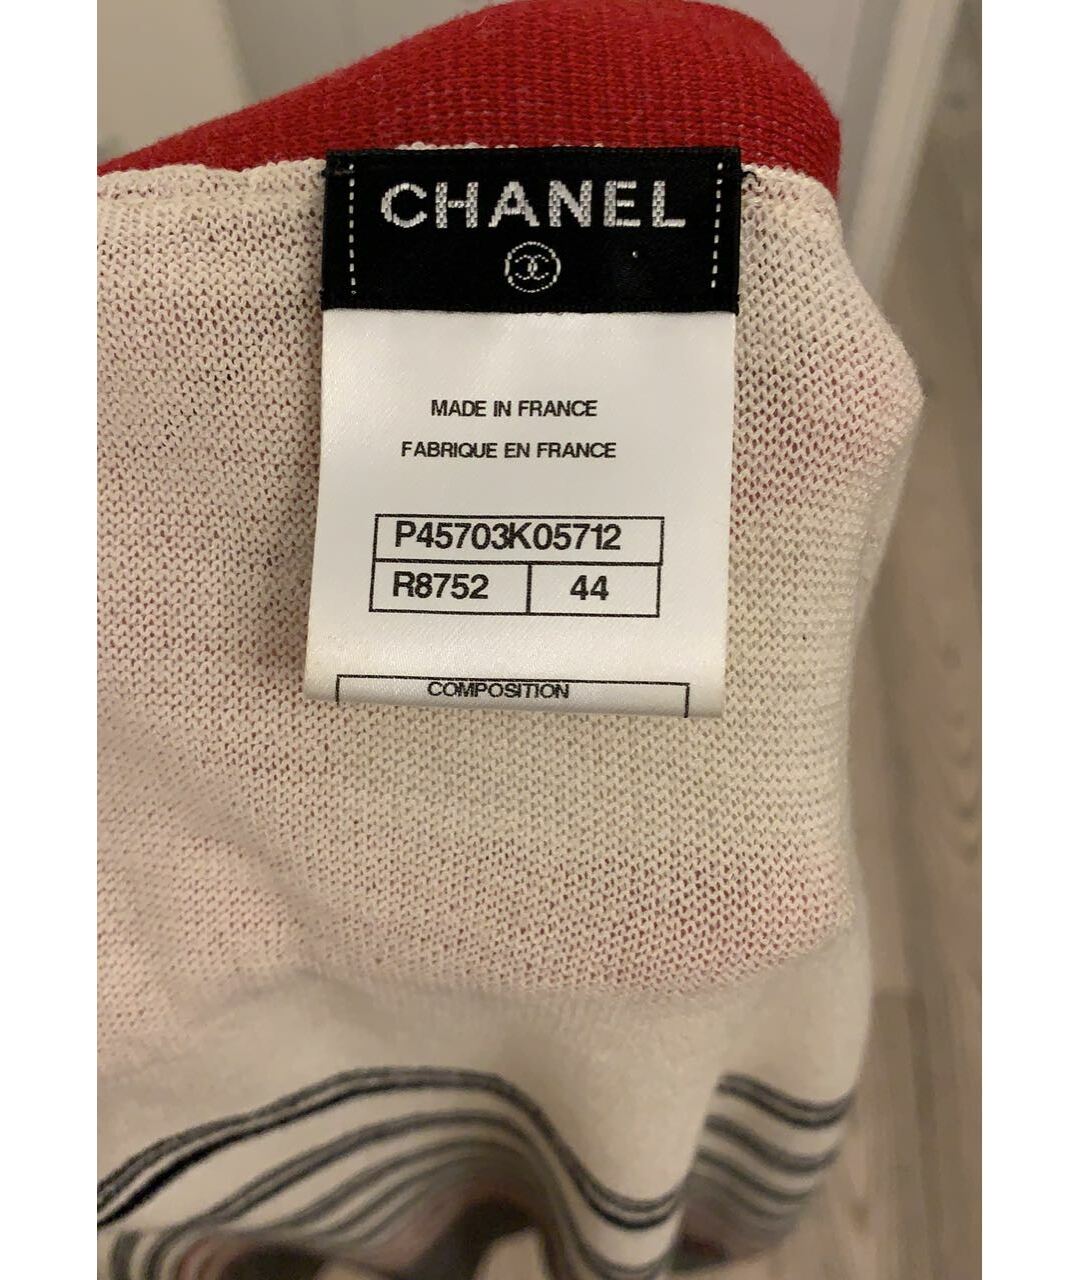 CHANEL
MADE IN FRANCE
FABRIQUE EN FRANCE
P45703K05712
R8752 44
COMPOSITION